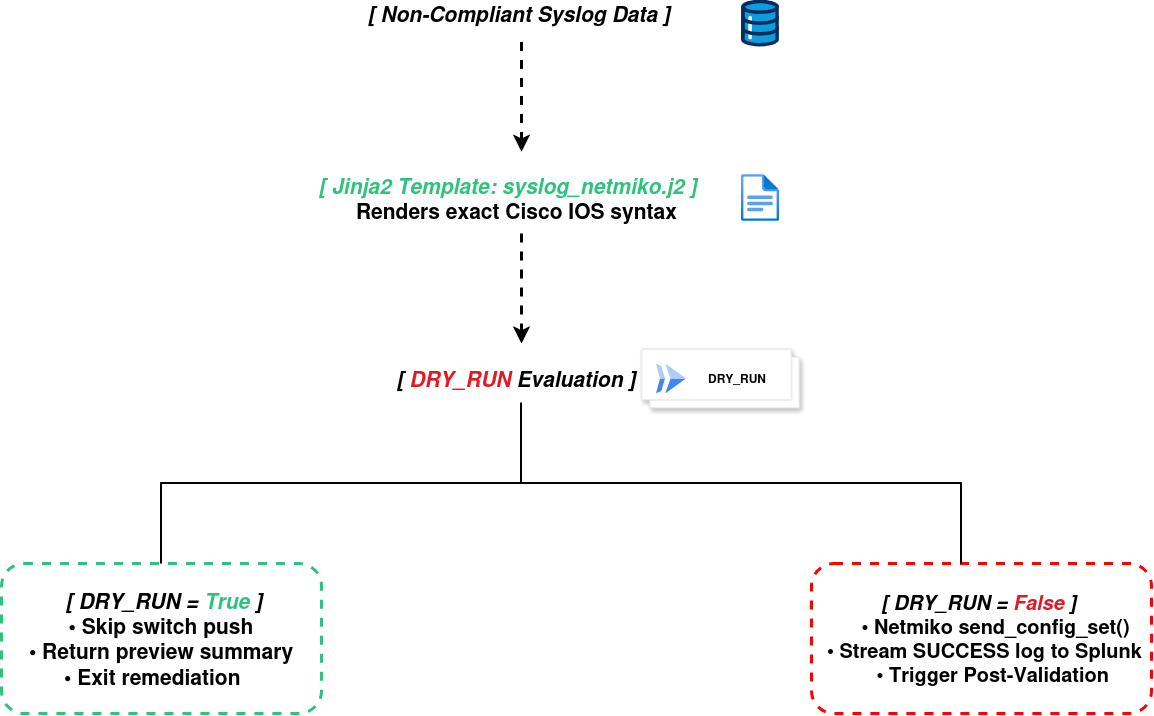 [ Non-Compliant Syslog Data ]
[ Jinja2 Template: syslog_netmiko.j2 ]
Renders exact Cisco IOS syntax
[ DRY_RUN Evaluation ]
DRY_RUN
[ DRY_RUN = True ]
• Skip switch push
• Return preview summary
• Exit remediation
[ DRY_RUN = False ]
• Netmiko send_config_set()
• Stream SUCCESS log to Splunk
• Trigger Post-Validation